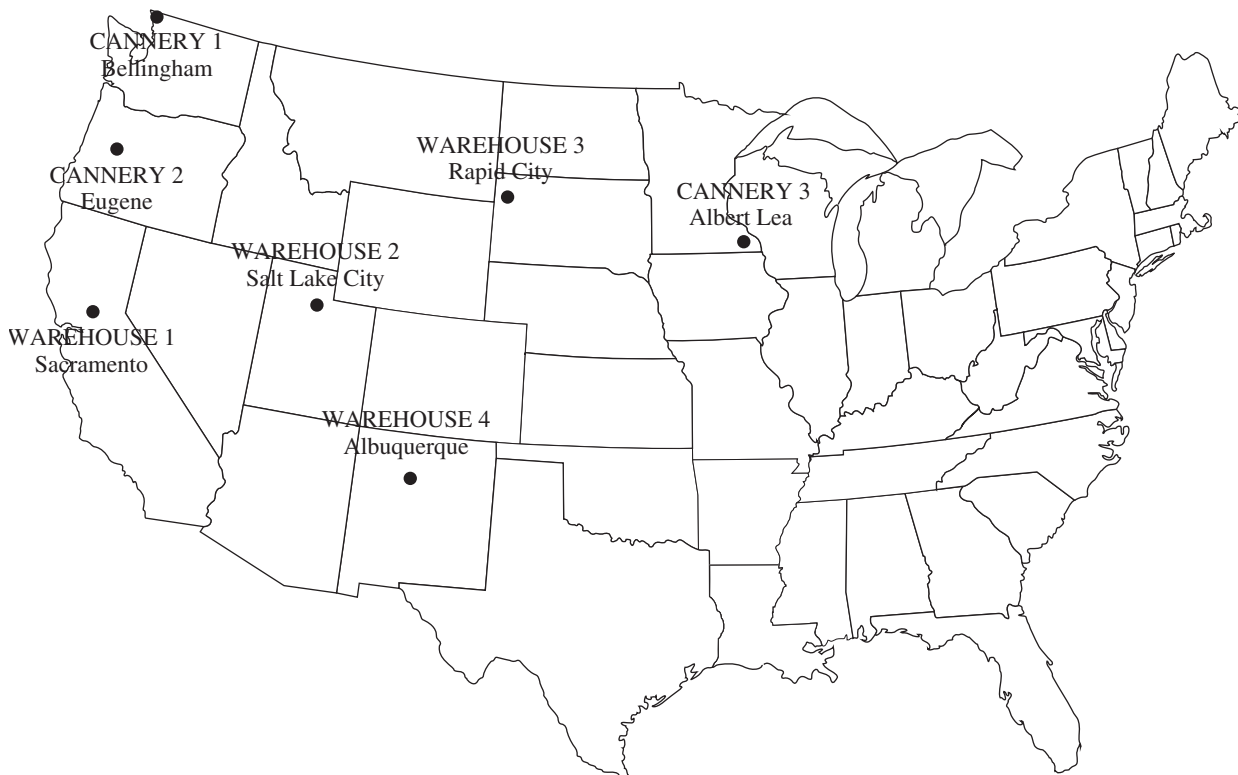 CANNERY 1
Bellingham
WAREHOUSE 3
Rapid City
CANNERY 2
Eugene
CANNERY 3
Albert Lea
WAREHOUSE 2
Salt Lake City
WAREHOUSE 1
Sacramento
WAREHOUSE 4
Albuquerque